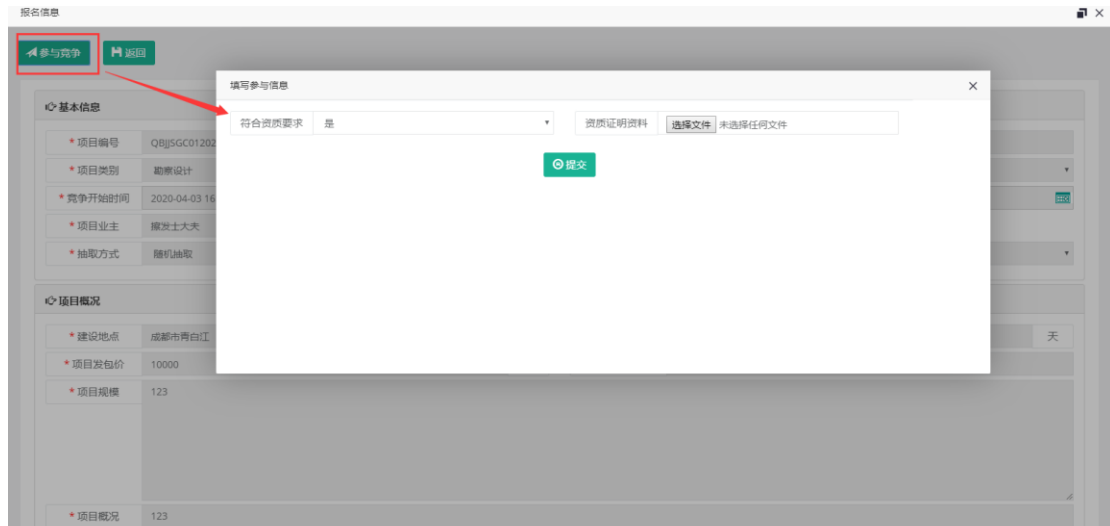 报名信息
参与竞争 返回
填写参与信息
基本信息
符合资质要求 是 资质证明资料 选择文件 未选择任何文件
* 项目编号 QBJJSGC01202
提交
* 项目类别 勘察设计
* 竞争开始时间 2020-04-03 16
* 项目业主 擦发士大夫
* 抽取方式 随机抽取
项目概况
* 建设地点 成都市青白江 天
* 项目发包价 10000
* 项目规模 123
* 项目概况 123